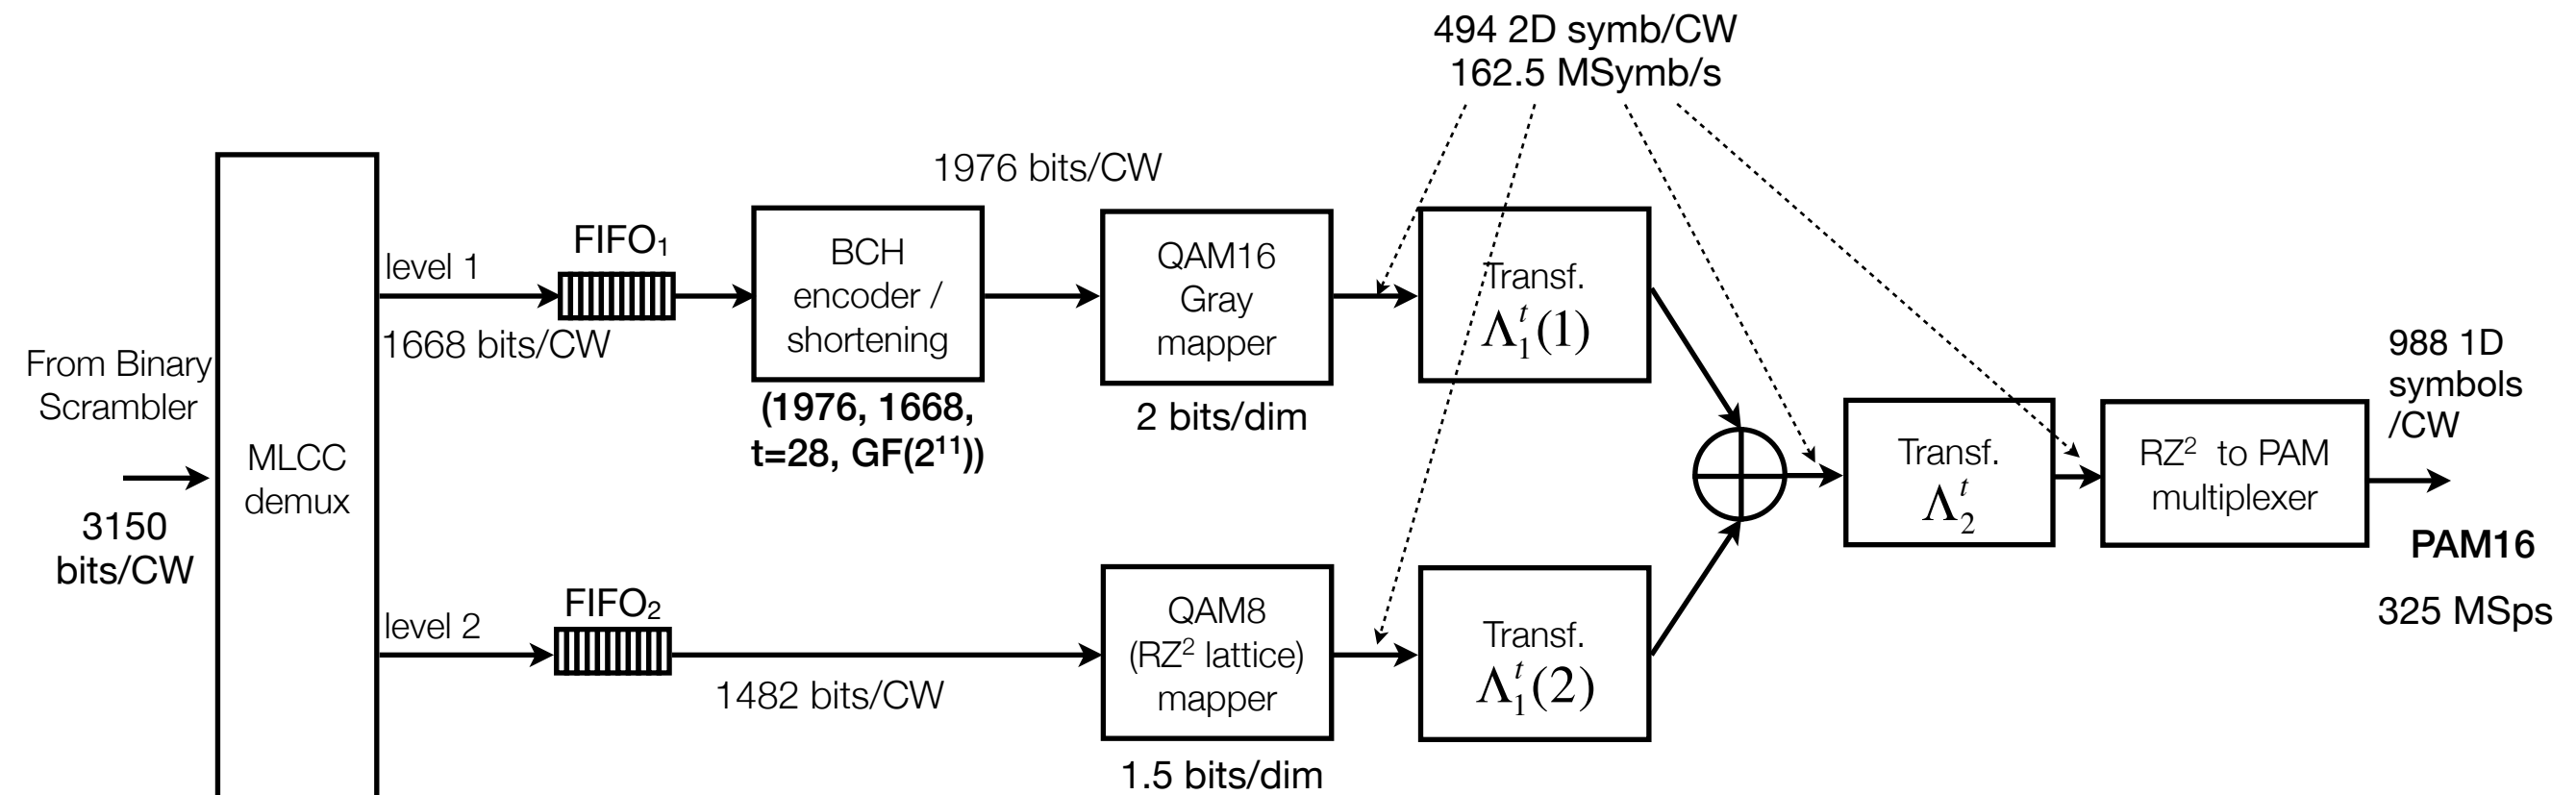 494 2D symb/CW
162.5 MSymb/s
From Binary
Scrambler
3150
bits/CW
MLCC
demux
level 1
1668 bits/CW
FIFO₁
BCH
encoder /
shortening
(1976, 1668,
t=28, GF(2¹¹))
1976 bits/CW
QAM16
Gray
mapper
2 bits/dim
Transf.
Λ₁ᵗ(1)
level 2
FIFO₂
1482 bits/CW
QAM8
(RZ² lattice)
mapper
1.5 bits/dim
Transf.
Λ₁ᵗ(2)
Transf.
Λ₂ᵗ
RZ² to PAM
multiplexer
988 1D
symbols
/CW
PAM16
325 MSps